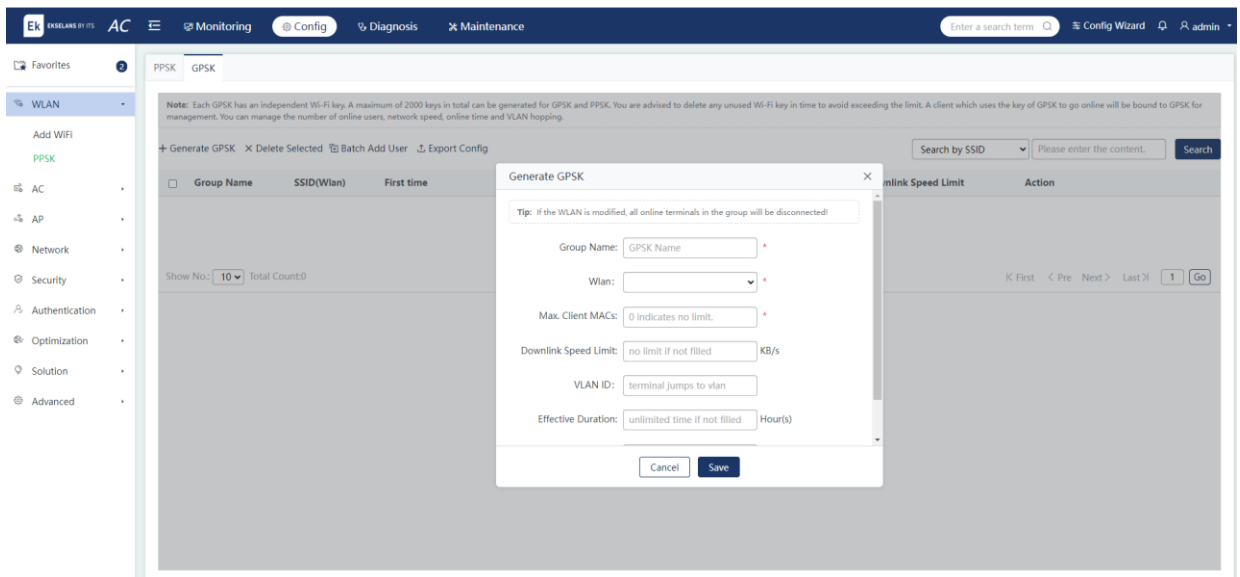 Ek EKSELANS BY ITS AC Monitoring Config Diagnosis Maintenance Enter a search term Config Wizard admin
Favorites 2
WLAN
Add WiFi
PPSK
AC
AP
Network
Security
Authentication
Optimization
Solution
Advanced
PPSK GPSK
Note: Each GPSK has an independent Wi-Fi key. A maximum of 2000 keys in total can be generated for GPSK and PPSK. You are advised to delete any unused Wi-Fi key in time to avoid exceeding the limit. A client which uses the key of GPSK to go online will be bound to GPSK for
management. You can manage the number of online users, network speed, online time and VLAN hopping.
+ Generate GPSK X Delete Selected Batch Add User Export Config Search by SSID Please enter the content. Search
Group Name SSID(Wlan) First time nlink Speed Limit Action
Show No.: 10 Total Count:0 First < Pre Next > Last 1 Go
Generate GPSK ×
Tip: If the WLAN is modified, all online terminals in the group will be disconnected!
Group Name: GPSK Name *
Wlan: *
Max. Client MACs: 0 indicates no limit. *
Downlink Speed Limit: no limit if not filled KB/s
VLAN ID: terminal jumps to vlan
Effective Duration: unlimited time if not filled Hour(s)
Cancel Save